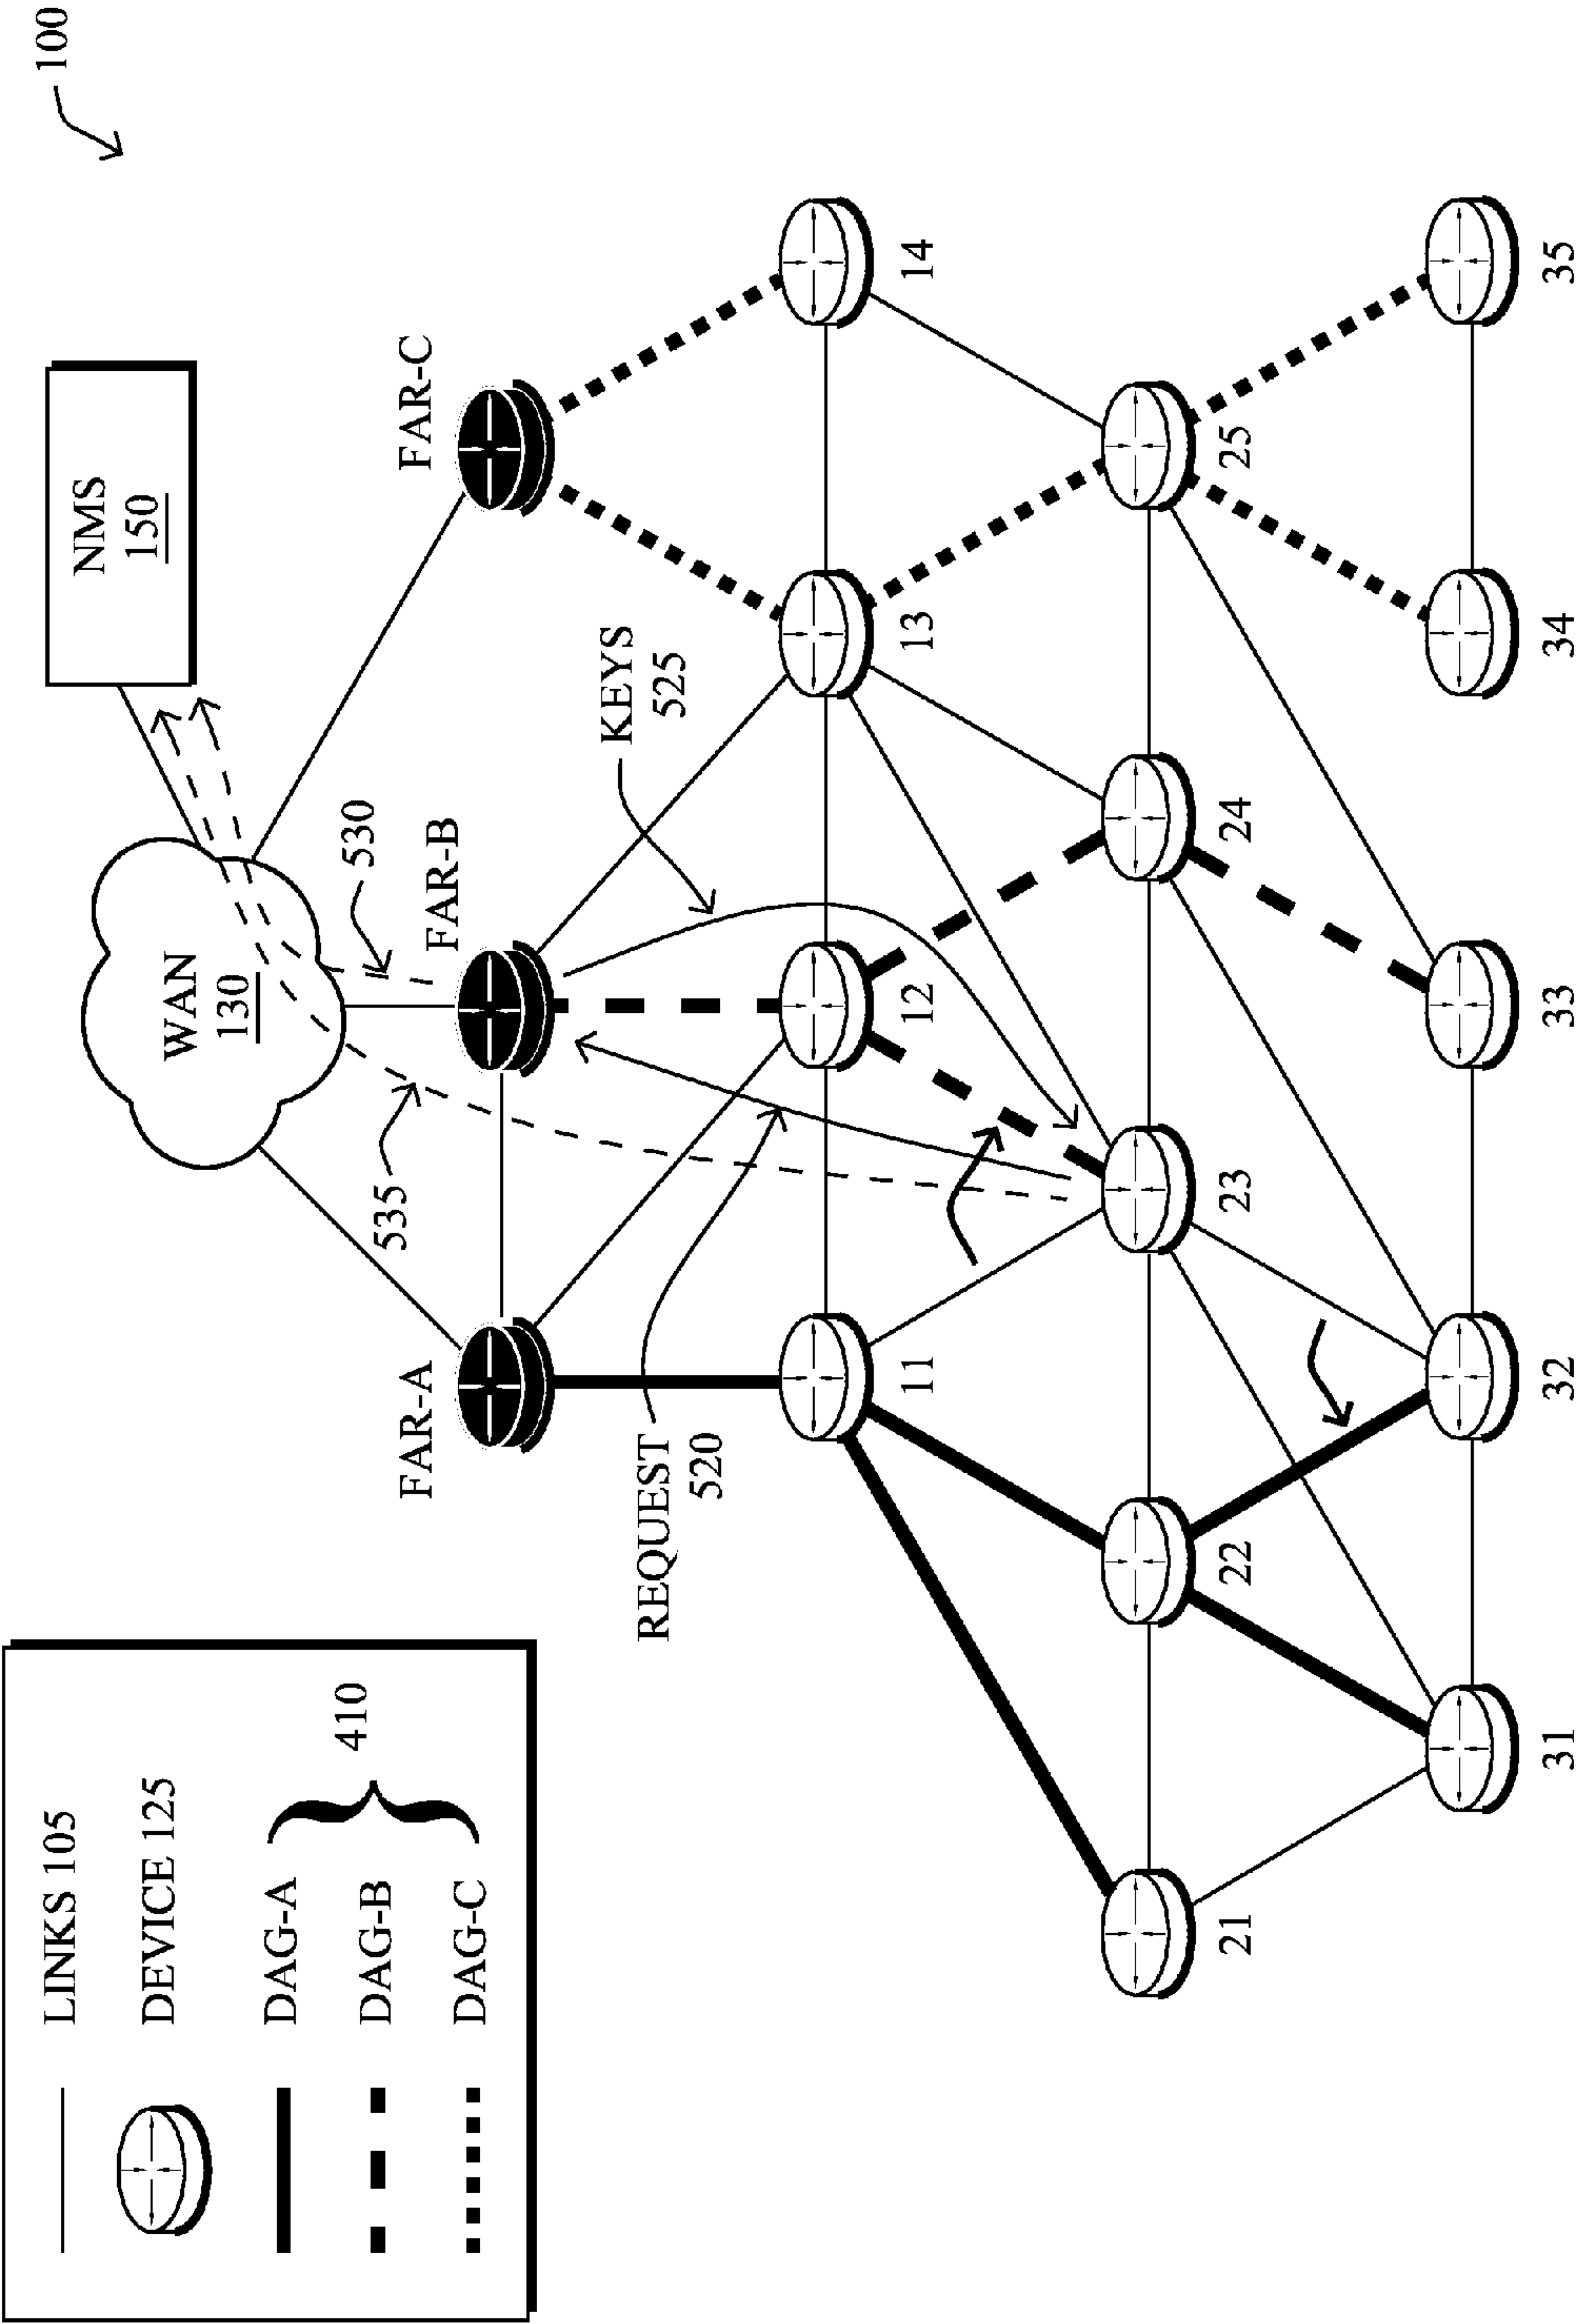 100
LINKS 105
DEVICE 125
DAG-A
DAG-B
DAG-C
410
NMS
150
WAN
130
530
535
FAR-A
FAR-B
FAR-C
REQUEST
520
KEYS
525
11
12
13
14
21
22
23
24
25
31
32
33
34
35